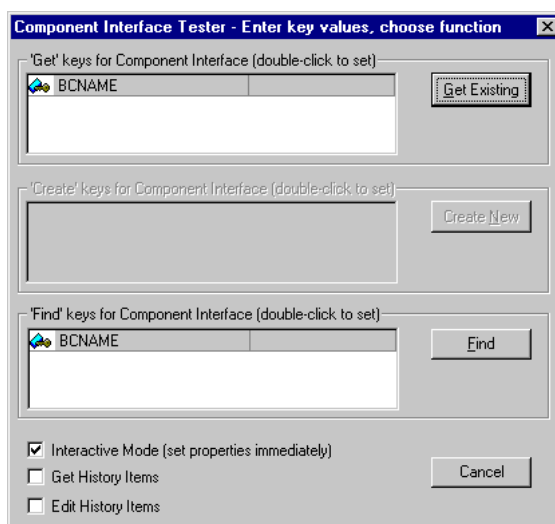 Component Interface Tester - Enter key values, choose function
'Get' keys for Component Interface (double-click to set)
BCNAME
Get Existing
'Create' keys for Component Interface (double-click to set)
Create New
'Find' keys for Component Interface (double-click to set)
BCNAME
Find
Interactive Mode (set properties immediately)
Get History Items
Cancel
Edit History Items